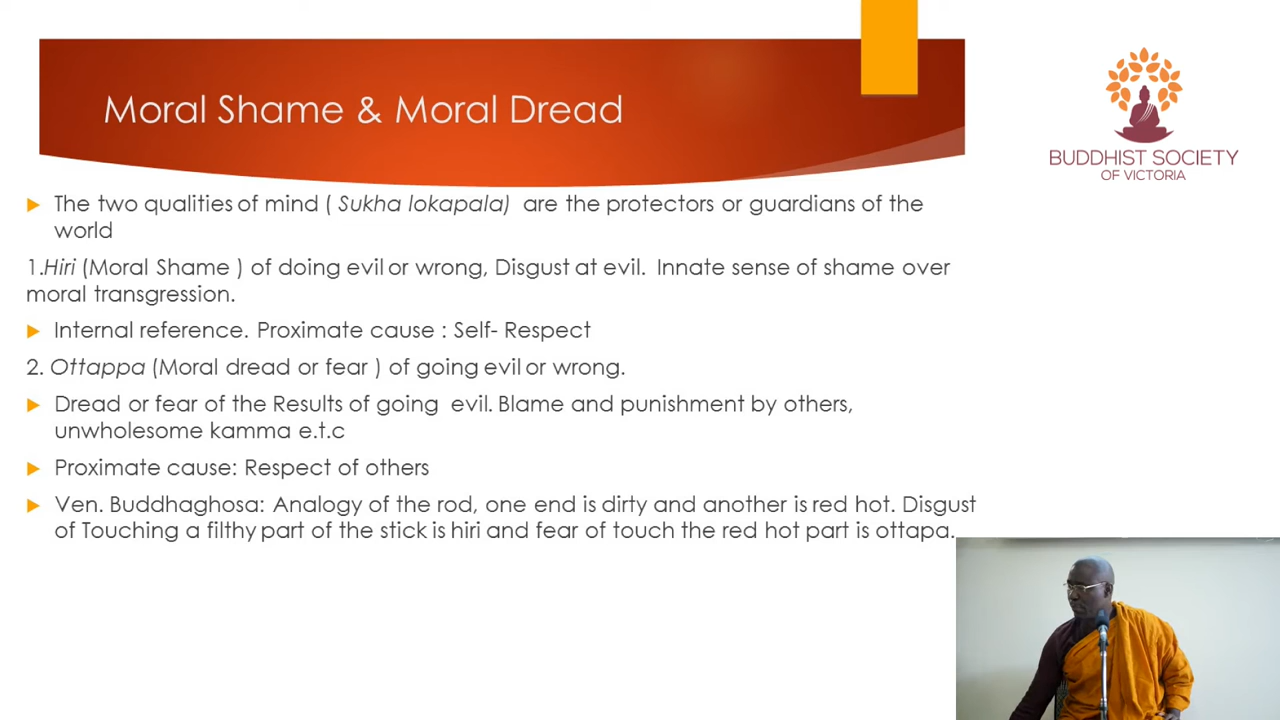 Moral Shame & Moral Dread
BUDDHIST SOCIETY
OF VICTORIA
The two qualities of mind ( Sukha lokapala) are the protectors or guardians of the
world
1.Hiri (Moral Shame ) of doing evil or wrong, Disgust at evil. Innate sense of shame over
moral transgression.
Internal reference. Proximate cause : Self- Respect
2. Ottappa (Moral dread or fear ) of going evil or wrong.
Dread or fear of the Results of going evil. Blame and punishment by others,
unwholesome kamma e.t.c
Proximate cause: Respect of others
Ven. Buddhaghosa: Analogy of the rod, one end is dirty and another is red hot. Disgust
of Touching a filthy part of the stick is hiri and fear of touch the red hot part is ottapa.